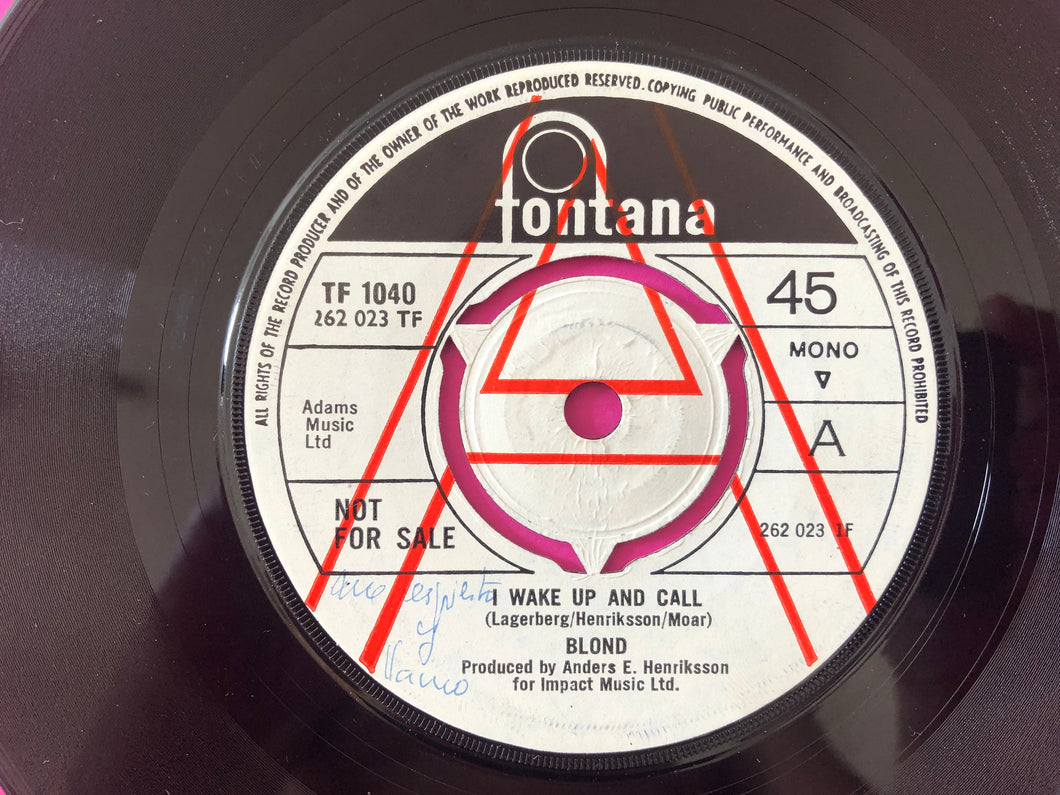 ALL RIGHTS OF THE RECORD PRODUCER AND OF THE OWNER OF THE WORK REPRODUCED RESERVED. COPYING PUBLIC PERFORMANCE AND BROADCASTING OF THIS RECORD PROHIBITED
fontana
TF 1040
262 023 TF
45
MONO
A
Adams
Music
Ltd
NOT
FOR SALE
262 023 1F
I WAKE UP AND CALL
(Lagerberg/Henriksson/Moar)
BLOND
Produced by Anders E. Henriksson
for Impact Music Ltd.
y